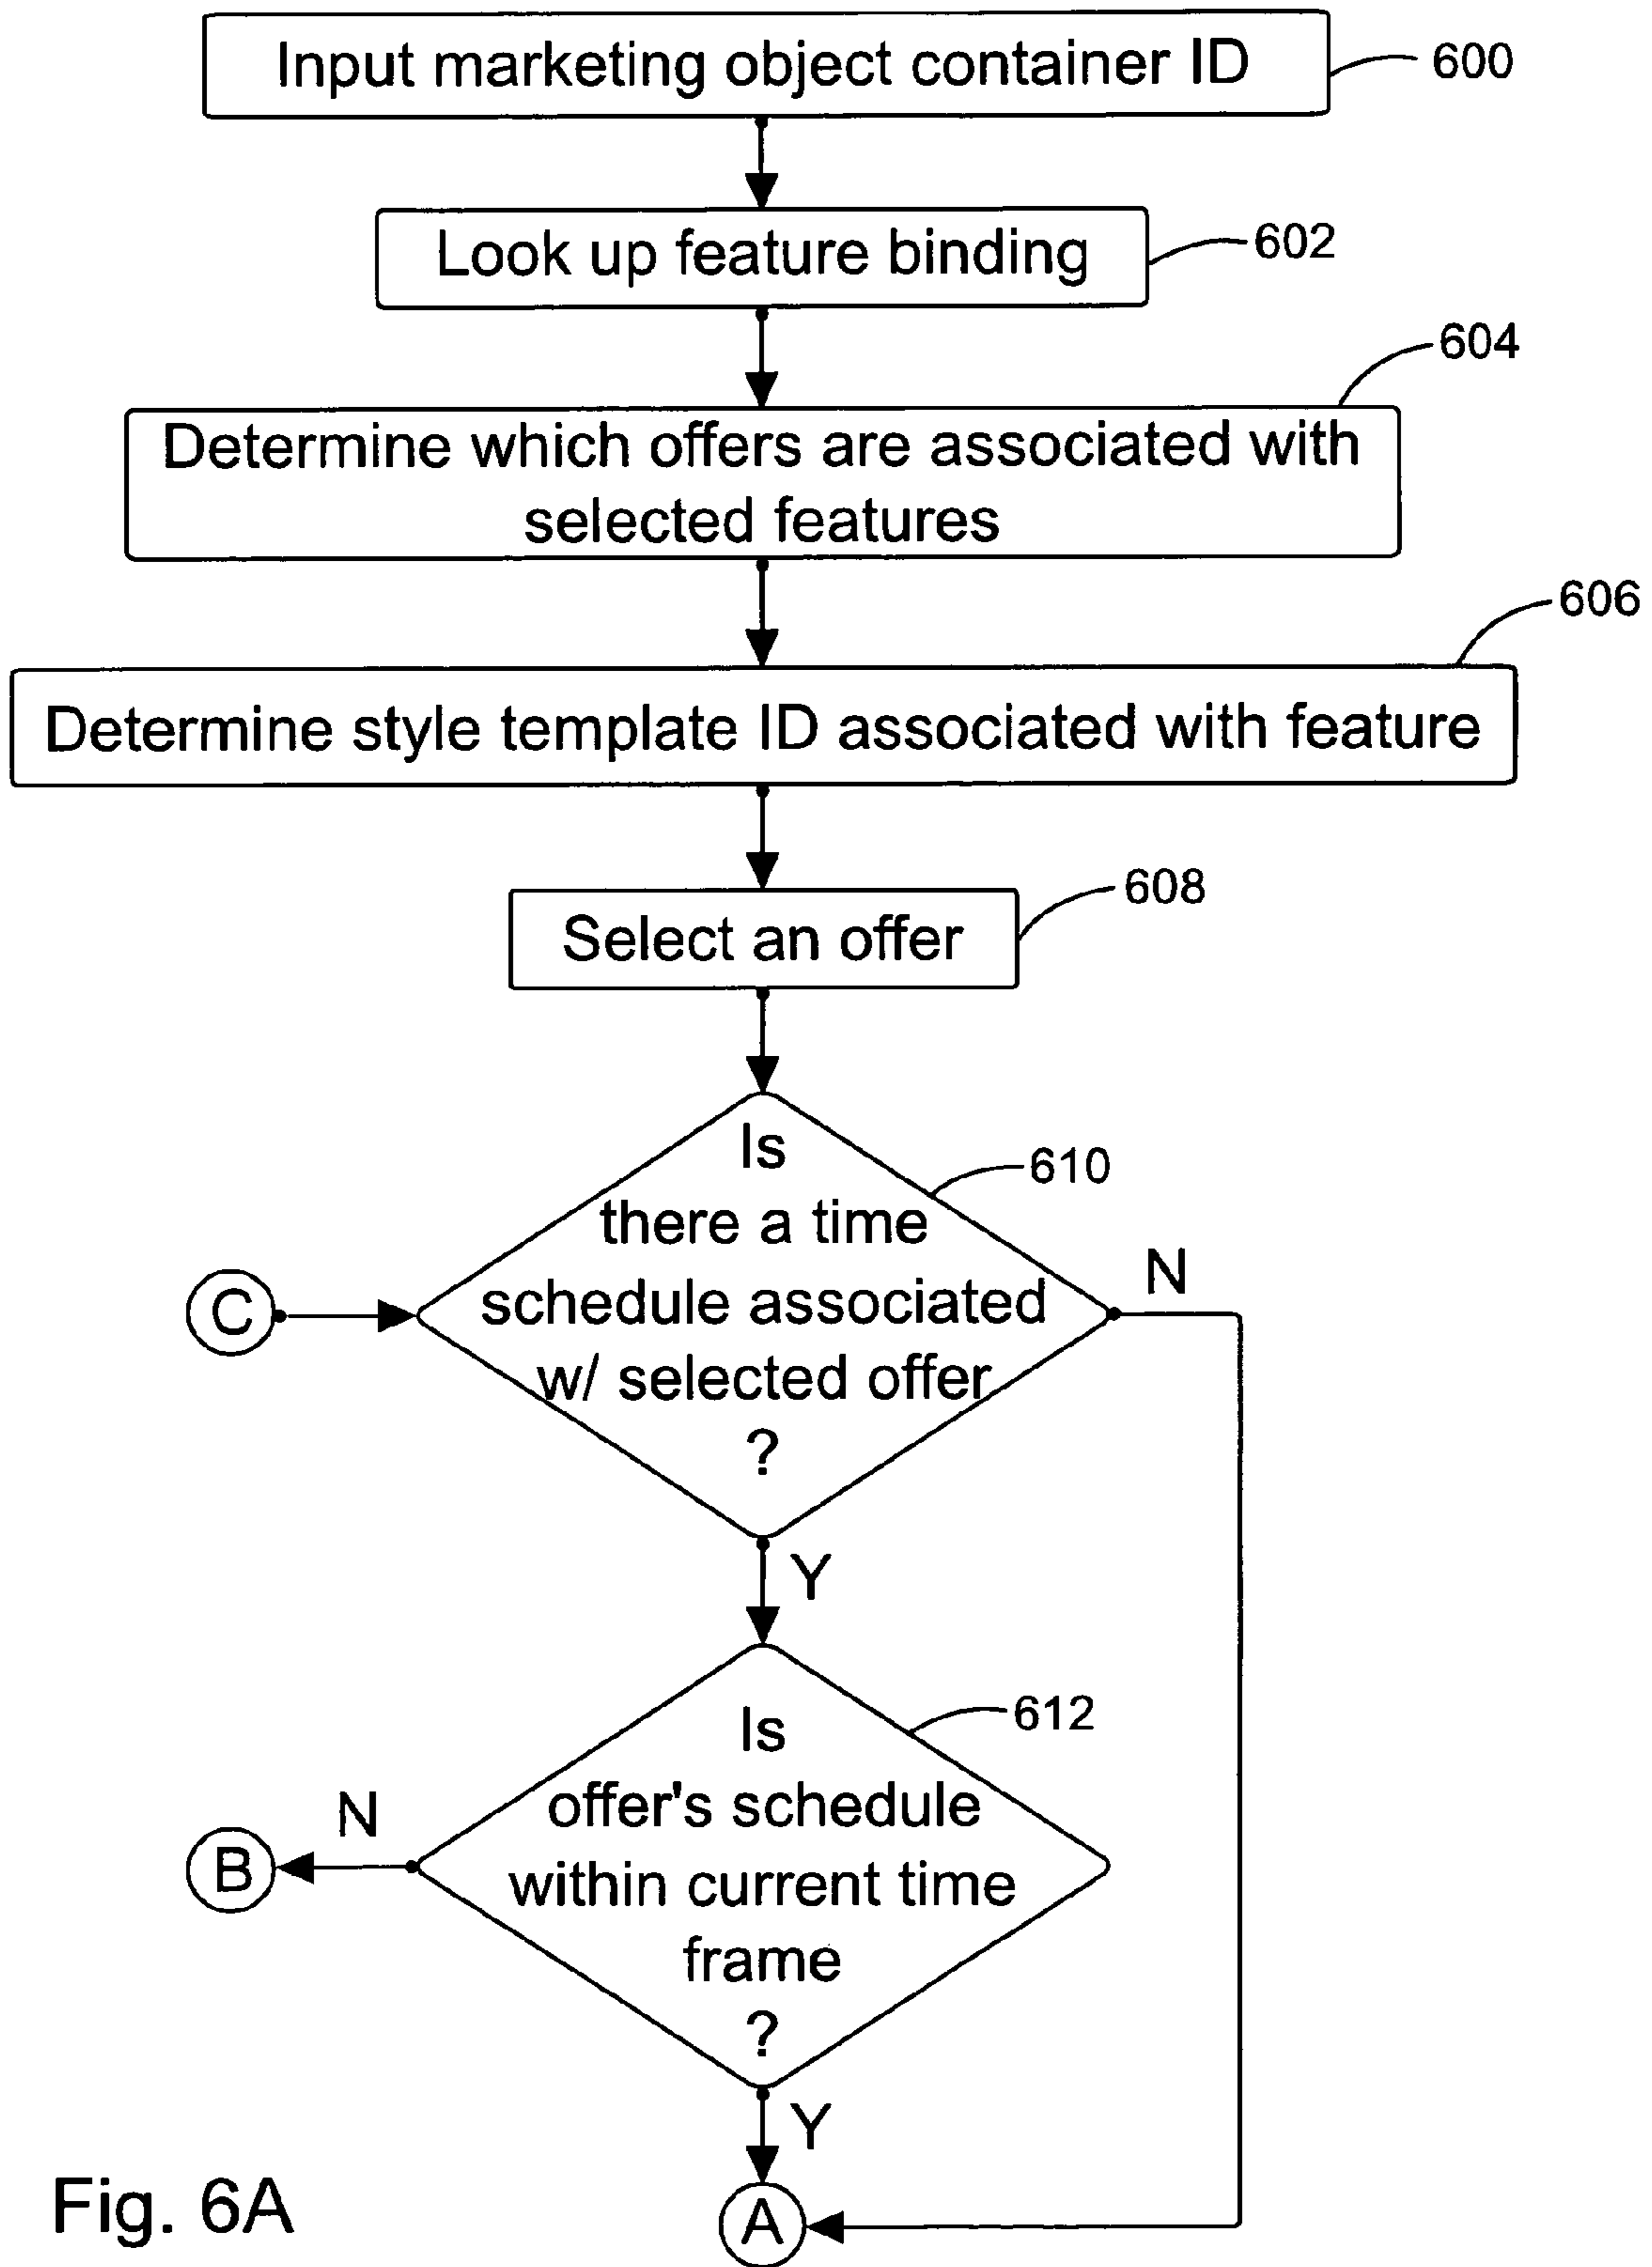 Input marketing object container ID
600
Look up feature binding
602
604
Determine which offers are associated with
selected features
606
Determine style template ID associated with feature
608
Select an offer
Is
there a time
schedule associated
w/ selected offer
?
610
N
C
Y
Is
offer's schedule
within current time
frame
?
612
N
B
Y
A
Fig. 6A